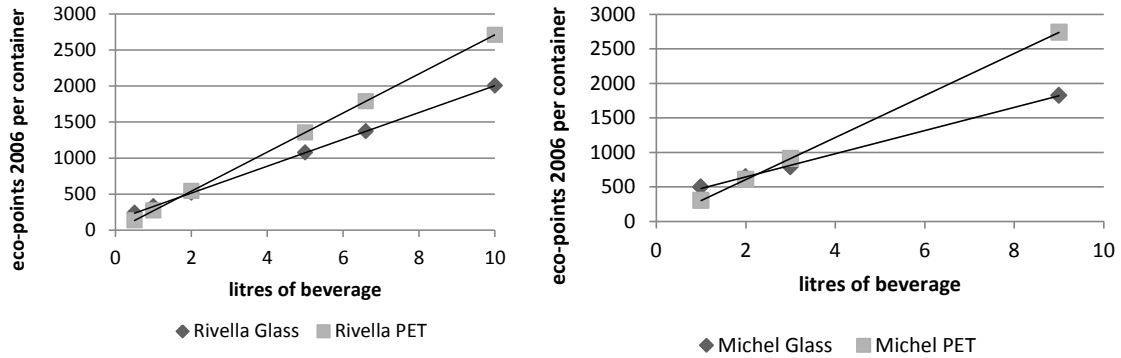 eco-points 2006 per container
3000
2500
2000
1500
1000
500
0
0 2 4 6 8 10
litres of beverage
Rivella Glass Rivella PET
eco-points 2006 per container
3000
2500
2000
1500
1000
500
0
0 2 4 6 8 10
litres of beverage
Michel Glass Michel PET